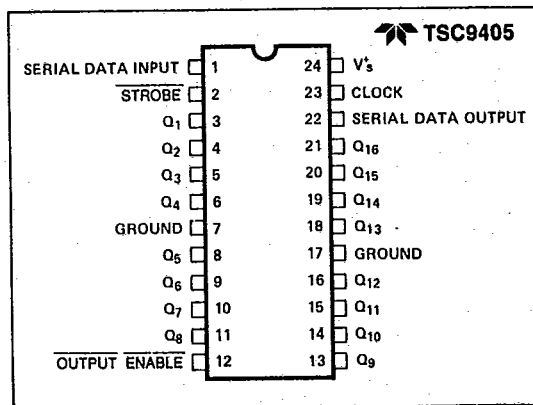 TSC9405
SERIAL DATA INPUT 1 24 V⁺s
STROBE 2 23 CLOCK
Q1 3 22 SERIAL DATA OUTPUT
Q2 4 21 Q16
Q3 5 20 Q15
Q4 6 19 Q14
GROUND 7 18 Q13
Q5 8 17 GROUND
Q6 9 16 Q12
Q7 10 15 Q11
Q8 11 14 Q10
OUTPUT ENABLE 12 13 Q9